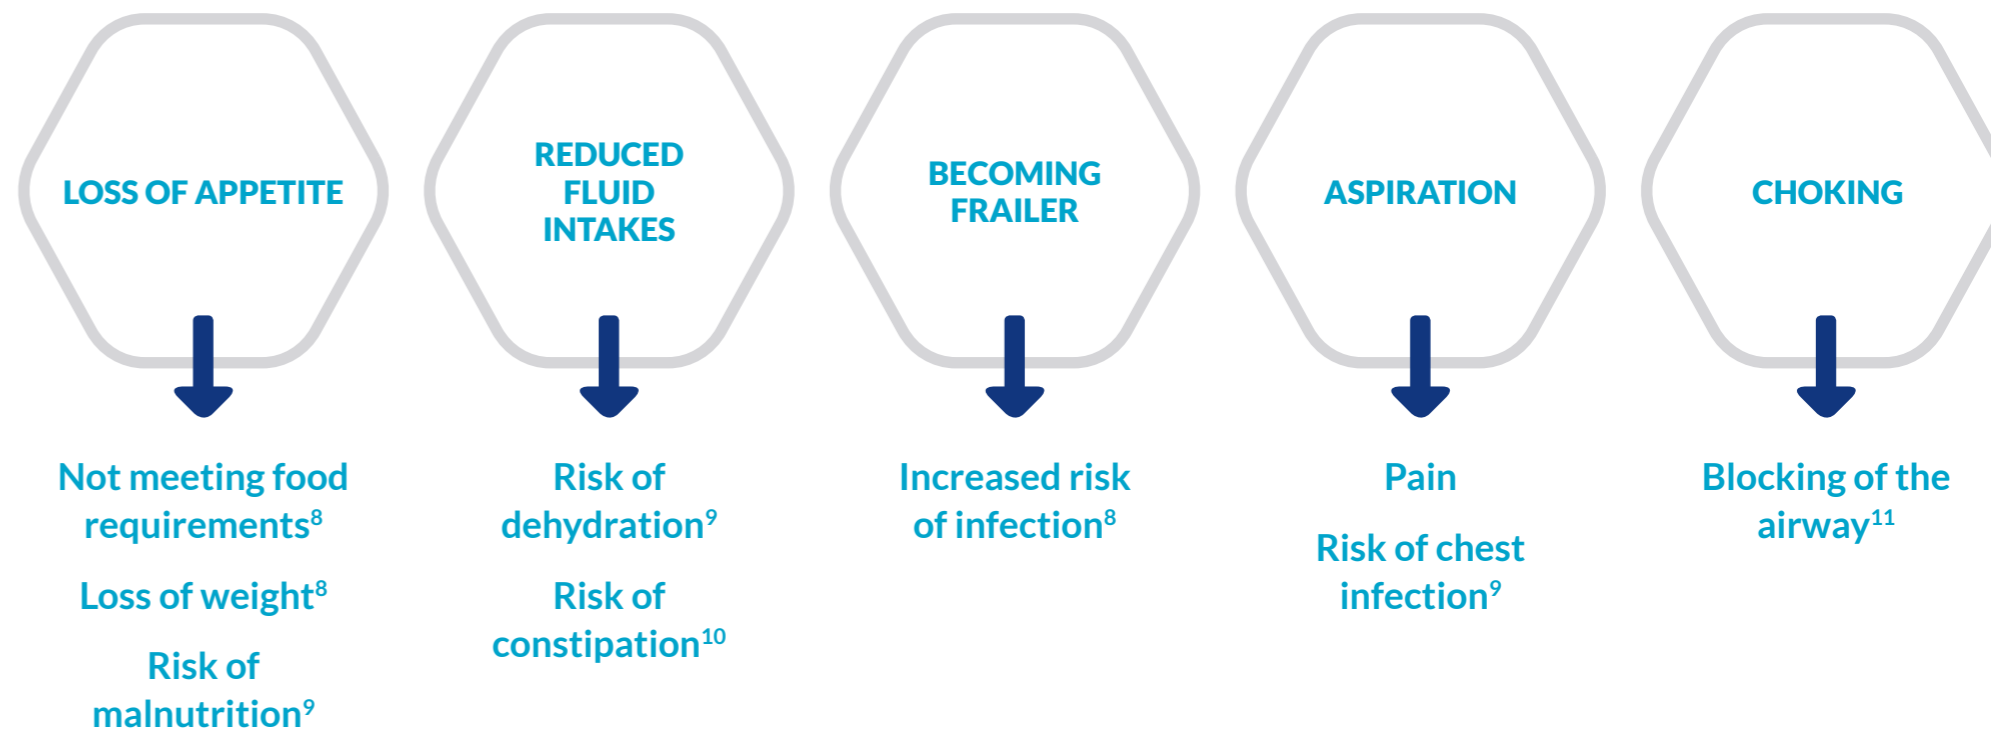 LOSS OF APPETITE
REDUCED
FLUID
INTAKES
BECOMING
FRAILER
ASPIRATION
CHOKING
Not meeting food
requirements⁸
Loss of weight⁸
Risk of
malnutrition⁹
Risk of
dehydration⁹
Risk of
constipation¹⁰
Increased risk
of infection⁸
Pain
Risk of chest
infection⁹
Blocking of the
airway¹¹